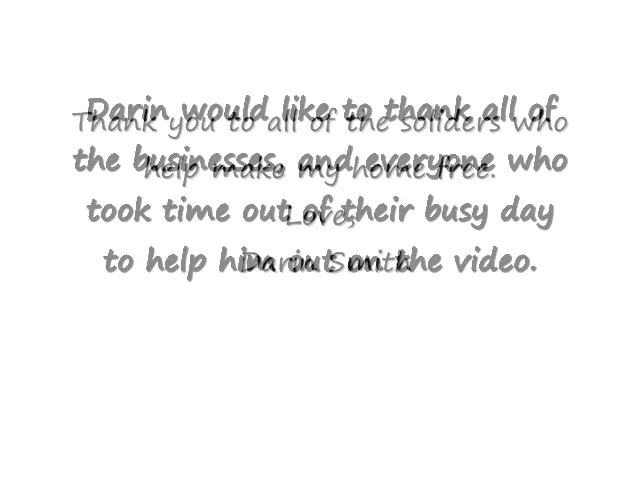 Darin would like to thank all of
the businesses, and everyone who
took time out of their busy day
to help him out on the video.
Thank you to all of the soliders who
help make my home free.
Love,
Darin Smith